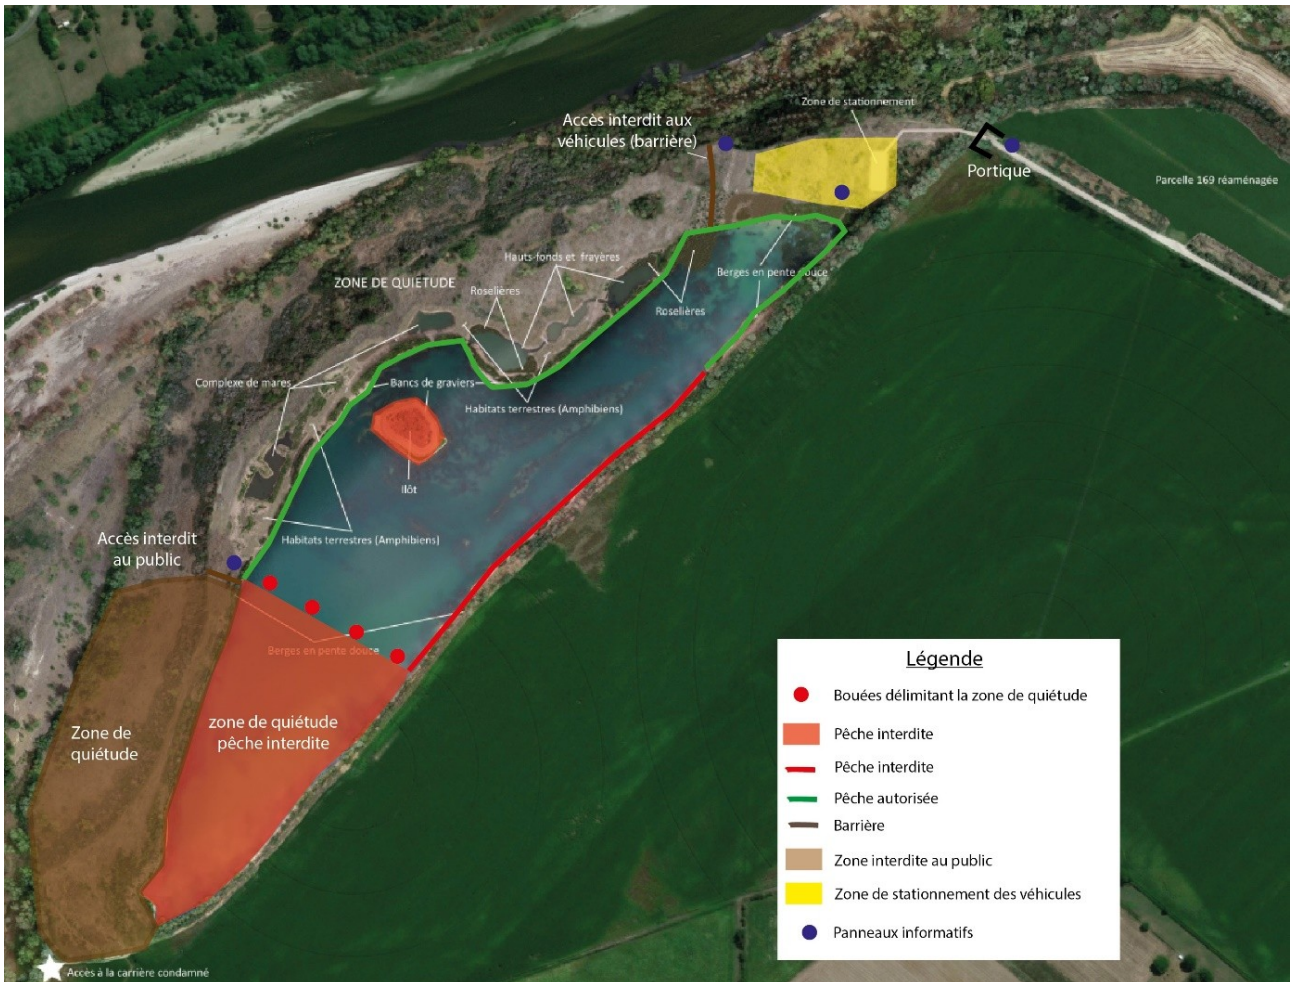 Zone de stationnement
Accès interdit aux
véhicules (barrière)
Portique
Parcelle 169 réaménagée
Hauts-fonds et frayères
ZONE DE QUIETUDE
Roselières
Berges en pente douce
Roselières
Complexe de mares
Bancs de graviers
Habitats terrestres (Amphibiens)
Ilôt
Accès interdit
au public
Habitats terrestres (Amphibiens)
Berges en pente douce
Zone de
quiétude
zone de quiétude
pêche interdite
Accès à la carrière condamné
Légende
Bouées délimitant la zone de quiétude
Pêche interdite
Pêche interdite
Pêche autorisée
Barrière
Zone interdite au public
Zone de stationnement des véhicules
Panneaux informatifs